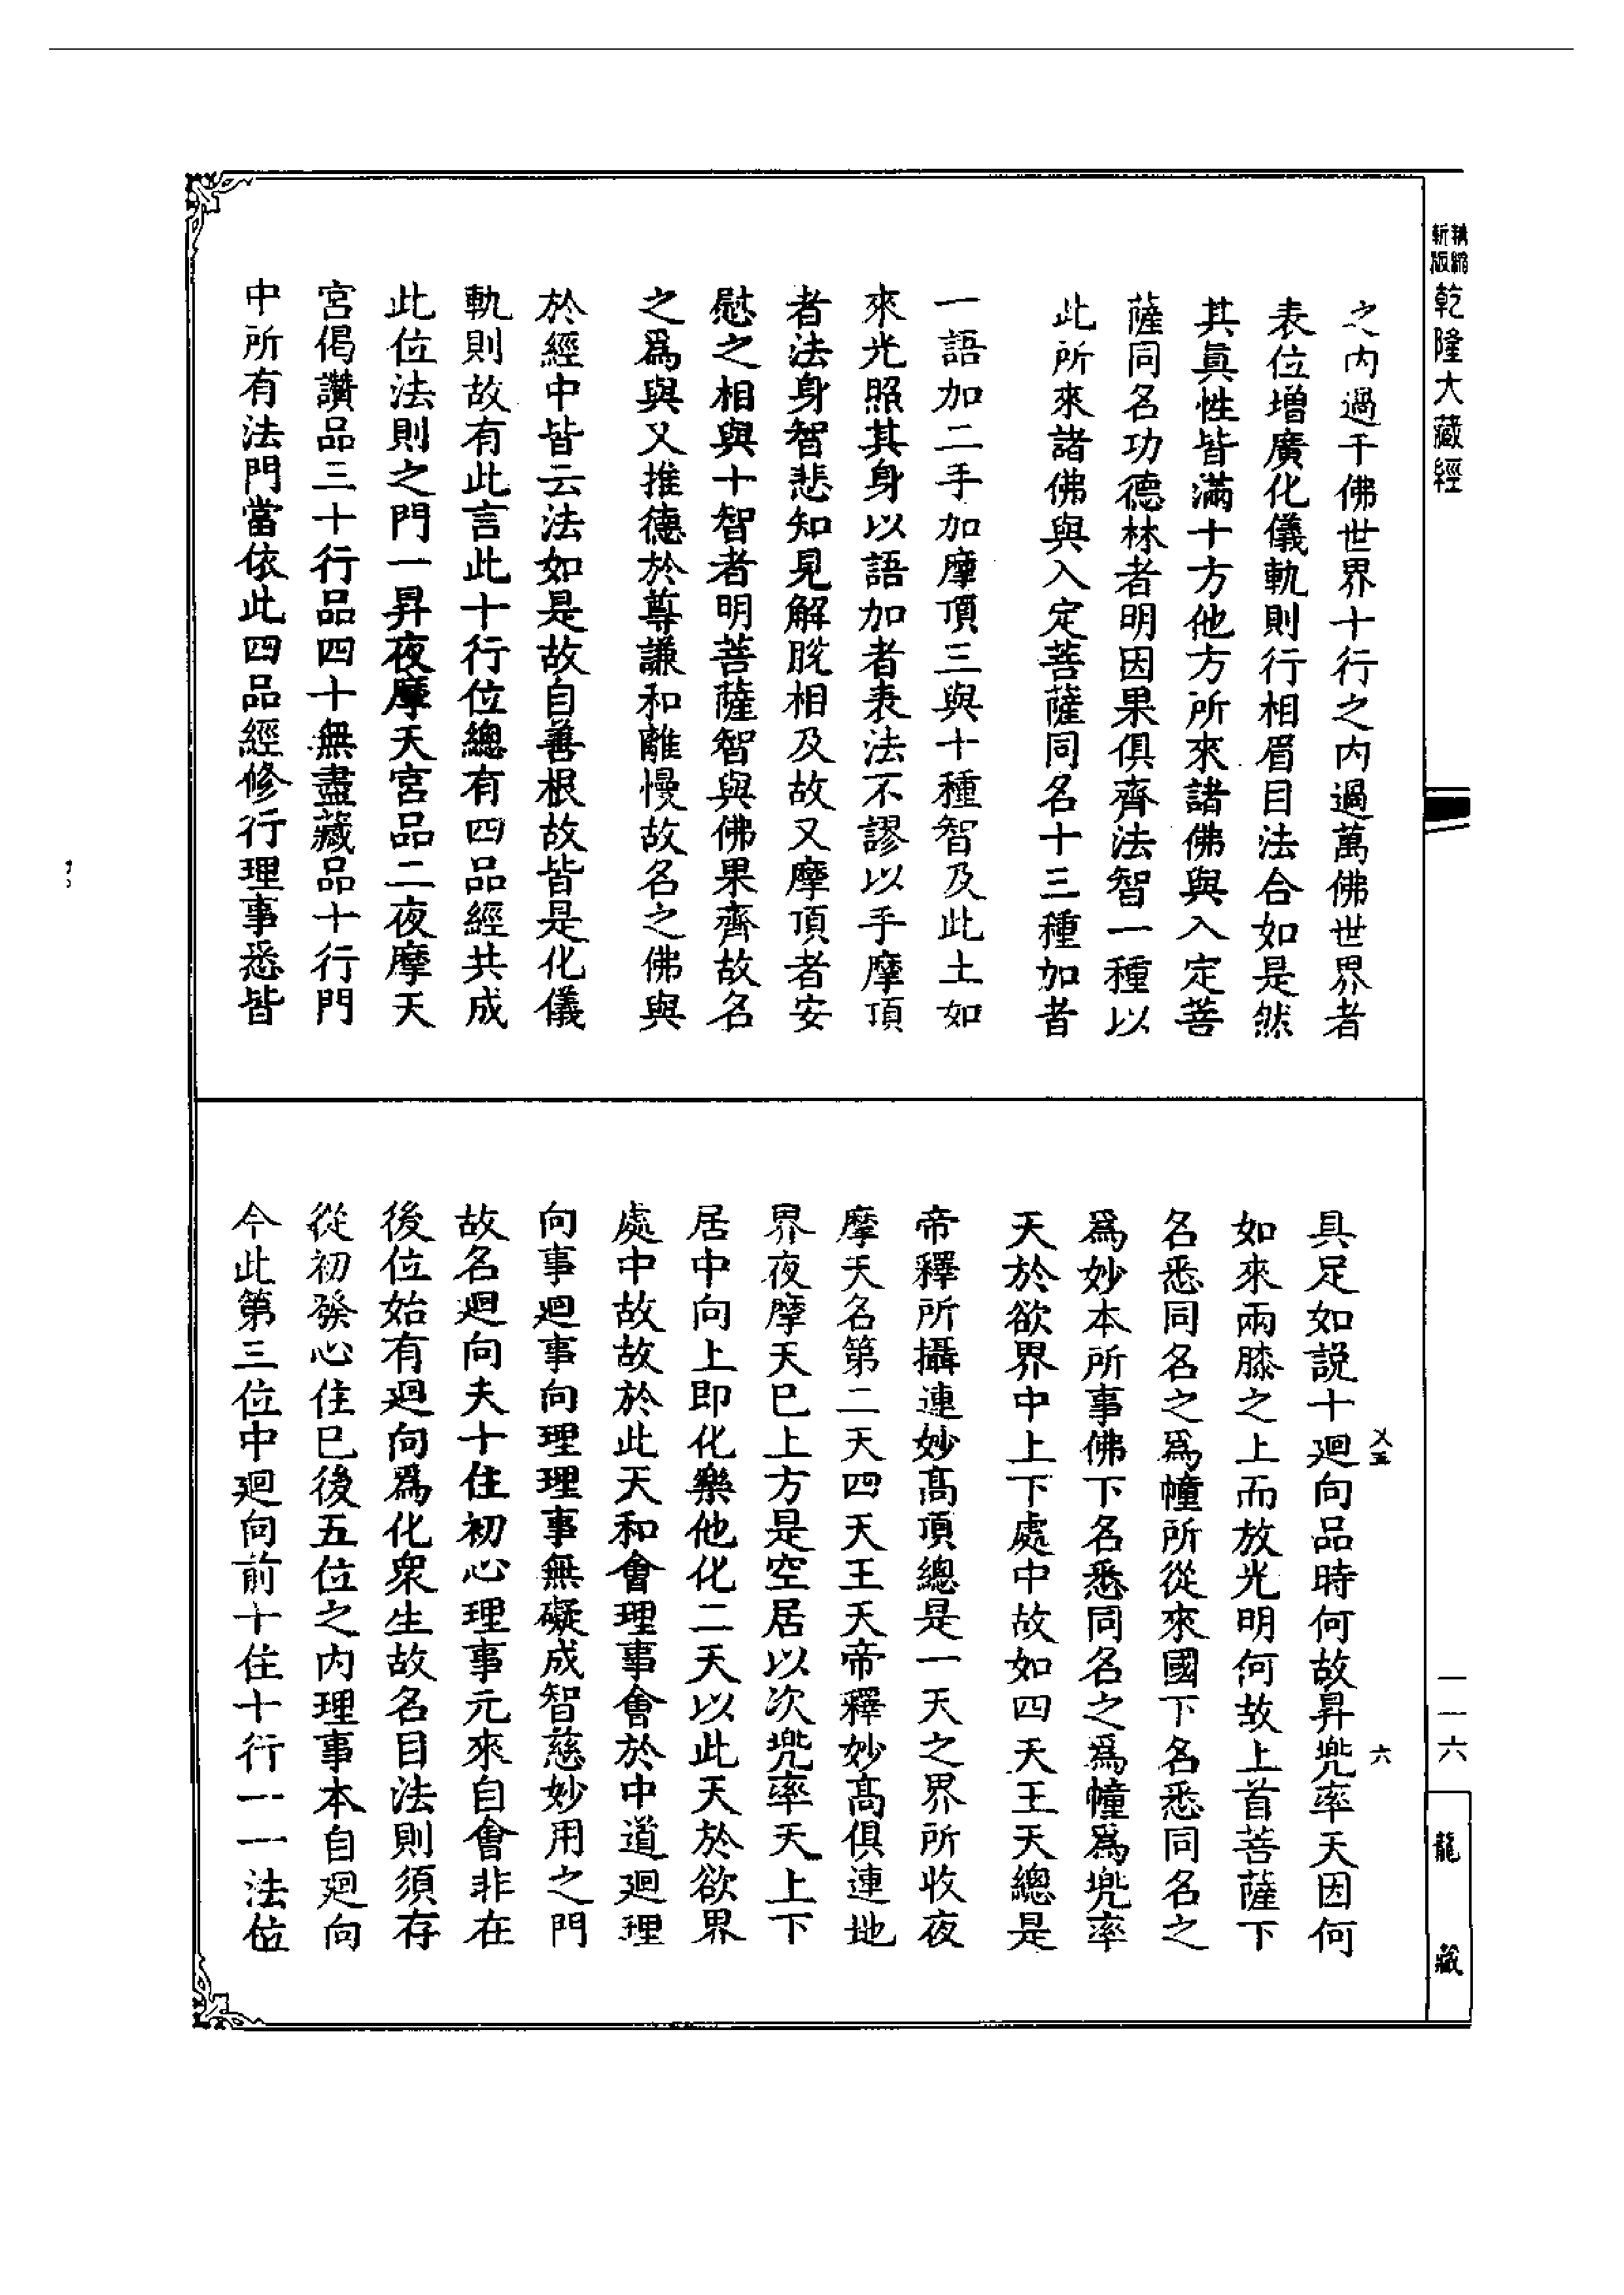 新版
精縮
乾隆大藏經
之內過千佛世界十行之內過萬佛世界者
表位增廣化儀軌則行相眉目法合如是然
其眞性皆滿十方他方所來諸佛與入定菩
薩同名功德林者明因果俱齊法智一種以
此所來諸佛與入定菩薩同名十三種加者
一語加二手加摩頂三與十種智及此土如
來光照其身以語加者表法不謬以手摩頂
者法身智悲知見解脫相及故又摩頂者安
慰之相與十智者明菩薩智與佛果齊故名
之爲與又推德於尊謙和離慢故名之佛與
於經中皆云法如是故自善根故皆是化儀
軌則故有此言此十行位總有四品經共成
此位法則之門一昇夜摩天宮品二夜摩天
宮偈讚品三十行品四十無盡藏品十行門
中所有法門當依此四品經修行理事悉皆
具足如說十迴向品時何故昇兜率天因何
如來兩膝之上而放光明何故上首菩薩下
名悉同名之爲幢所從來國下名悉同名之
爲妙本所事佛下名悉同名之爲幢爲兜率
天於欲界中上下處中故如四天王天總是
帝釋所攝連妙高頂總是一天之界所收夜
摩天名第二天四天王天帝釋妙高俱連地
界夜摩天巳上方是空居以次兜率天上下
居中向上即化樂他化二天以此天於欲界
處中故故於此天和會理事會於中道迴理
向事迴事向理理事無礙成智慈妙用之門
故名迴向夫十住初心理事元來自會非在
後位始有迴向爲化衆生故名目法則須存
從初發心住巳後五位之內理事本自迴向
今此第三位中迴向前十住十行一一法位
六
一一六
龍藏